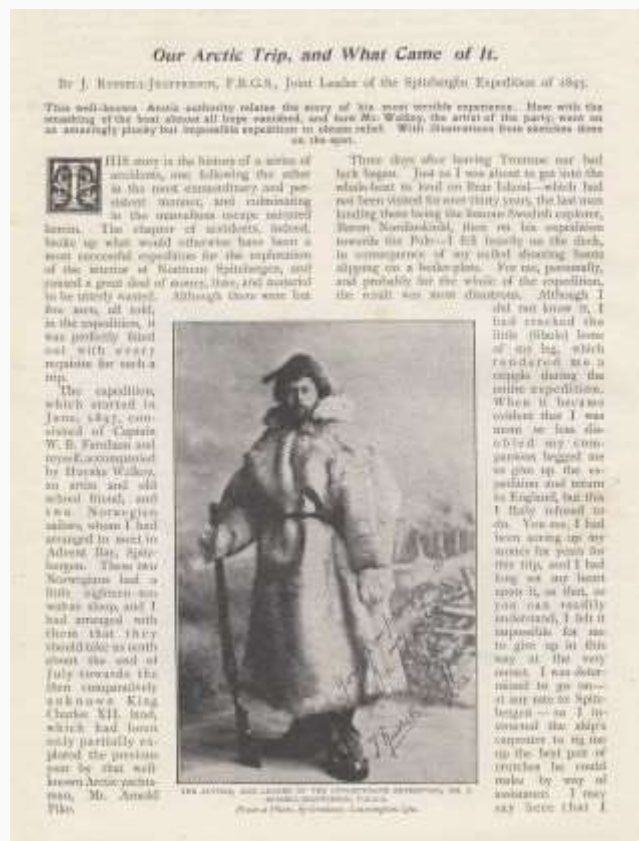 Our Arctic Trip, and What Came of It.
By J. Russell-Jeaffreson, F.R.G.S., Joint Leader of the Spitzbergen Expedition of 1897.
This well-known Arctic authority relates the story of his most terrible experience. How with the
smashing of the boat almost all hope vanished, and how Mr. Walkey, the artist of the party, went on
an amazingly plucky but impossible expedition to obtain relief. With illustrations from sketches done
on the spot.
THIS story is the history of a series of
accidents, one following the other
in the most extraordinary and per-
sistent manner, and culminating
in the marvellous escape narrated
herein. The chapter of accidents, indeed,
broke up what would otherwise have been a
most successful expedition for the exploration
of the interior of Northern Spitzbergen, and
caused a great deal of money, time, and material
to be utterly wasted. Although there were but
five men, all told,
in the expedition, it
was perfectly fitted
out with every
requisite for such a
trip.
The expedition,
which started in
June, 1897, con-
sisted of Captain
W. B. and
myself, accompanied
by Walkey,
an artist and old
school friend, and
two Norwegian
sailors, whom I had
arranged to meet in
Advent Bay, Spitz-
bergen. These two
Norwegians had a
little eighteen-ton
sloop, and I
had arranged with
them that they
should take us north
about the end of
July towards the
then comparatively
unknown King
Charles XII. land,
which had been
only partially ex-
plored the previous
year by that well-
known Arctic yachts-
man, Mr. Arnold
Pike.
Three days after leaving Tromsoe our bad
luck began. Just as I was about to get into the
whale-boat to land on Bear Island—which had
not been visited for over thirty years, the last man
landing there being the famous Swedish explorer,
Baron Nordenskiold, then on his expedition
towards the Pole—I fell heavily on the deck,
in consequence of my nailed shooting boots
slipping on a boiler-plate. For me, personally,
and probably for the whole of the expedition,
the result was most disastrous. Although I
did not know it, I
had cracked the
little (fibula) bone
of my leg, which
rendered me a
cripple during the
entire expedition.
When it became
evident that I was
more or less dis-
abled my com-
panions begged me
to give up the ex-
pedition and return
to England, but this
I flatly refused to
do. You see, I had
been saving up my
monies for years for
this trip, and I had
long set my heart
upon it, so that, as
you can readily
understand, I felt it
impossible for me
to give up in this
way at the very
outset. I was deter-
mined to go on—
at any rate to Spitz-
bergen—so I in-
structed the ship's
carpenter to rig me
up the best pair of
crutches he could
make by way of
assistance. I may
say here that I
THE AUTHOR, AND LEADER OF THE EXPEDITION, MR. J.
RUSSELL-JEAFFRESON, F.R.G.S.
From a Photo. by